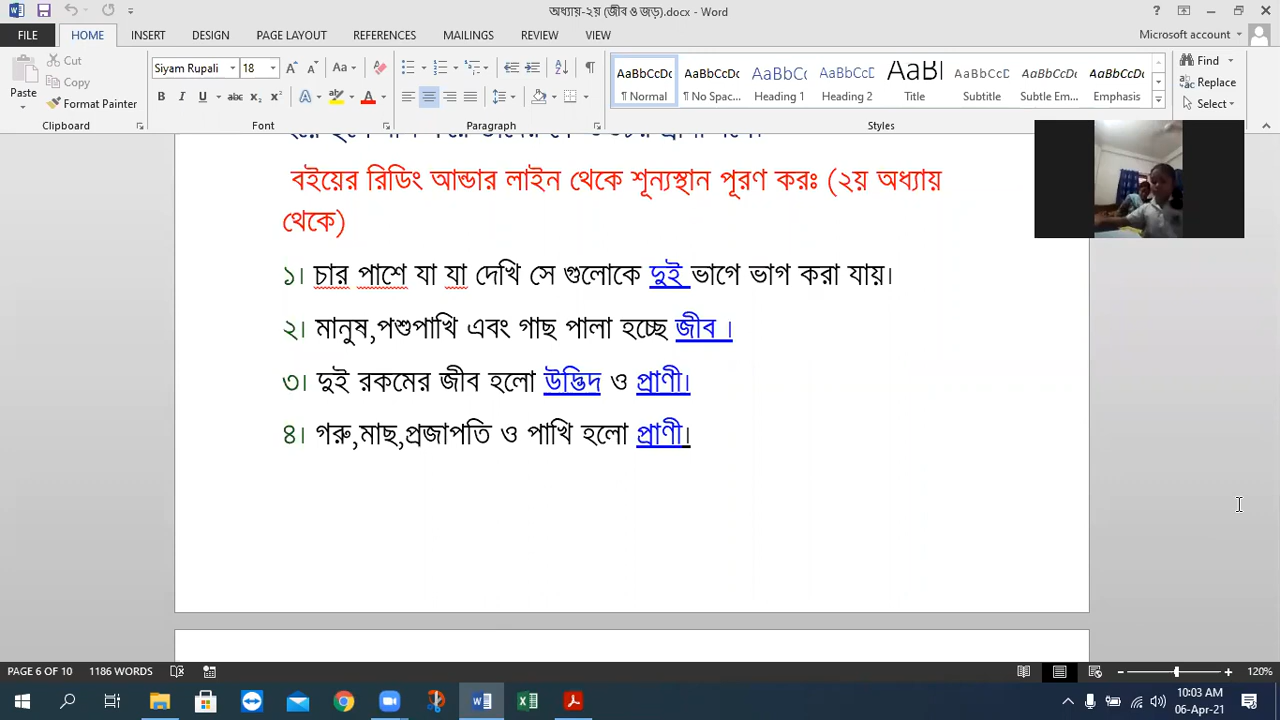 অধ্যায়-২য় (জীব ও জড়).docx - Word
FILE HOME INSERT DESIGN PAGE LAYOUT REFERENCES MAILINGS REVIEW VIEW Microsoft account
Cut
Copy
Format Painter
Paste
Siyam Rupali 18
AaBbCcDc AaBbCcDc AaBbCc AaBbCc AaBl AaBbCcD AaBbCcDc AaBbCcDc
¶ Normal ¶ No Spac... Heading 1 Heading 2 Title Subtitle Subtle Em... Emphasis
Find
Replace
Select
Clipboard Font Paragraph Styles
বইয়ের রিডিং আন্ডার লাইন থেকে শূন্যস্থান পূরণ করঃ (২য় অধ্যায়
থেকে)
১। চার পাশে যা যা দেখি সে গুলোকে দুই ভাগে ভাগ করা যায়।
২। মানুষ,পশুপাখি এবং গাছ পালা হচ্ছে জীব ।
৩। দুই রকমের জীব হলো উদ্ভিদ ও প্রাণী।
৪। গরু,মাছ,প্রজাপতি ও পাখি হলো প্রাণী।
PAGE 6 OF 10 1186 WORDS 120%
10:03 AM
06-Apr-21